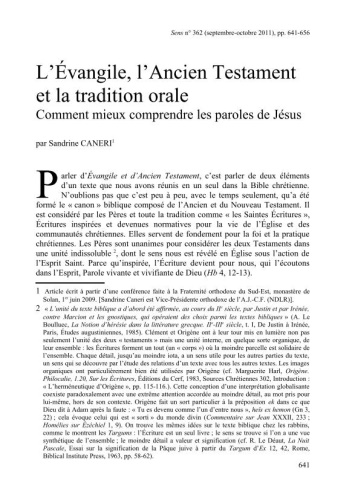 Sens n° 362 (septembre-octobre 2011), pp. 641-656
L’Évangile, l’Ancien Testament
et la tradition orale
Comment mieux comprendre les paroles de Jésus
par Sandrine CANERI1
Parler d’Évangile et d’Ancien Testament, c’est parler de deux éléments
d’un texte que nous avons réunis en un seul dans la Bible chrétienne.
N’oublions pas que c’est peu à peu, avec le temps seulement, qu’a été
formé le « canon » biblique composé de l’Ancien et du Nouveau Testament. Il
est considéré par les Pères et toute la tradition comme « les Saintes Écritures »,
Écritures inspirées et devenues normatives pour la vie de l’Église et des
communautés chrétiennes. Elles servent de fondement pour la foi et la pratique
chrétiennes. Les Pères sont unanimes pour considérer les deux Testaments dans
une unité indissoluble 2, dont le sens nous est révélé en Église sous l’action de
l’Esprit Saint. Parce qu’inspirée, l’Écriture devient pour nous, qui l’écoutons
dans l’Esprit, Parole vivante et vivifiante de Dieu (Hb 4, 12-13).
1 Article écrit à partir d’une conférence faite à la Fraternité orthodoxe du Sud-Est, monastère de
Solan, 1er juin 2009. [Sandrine Caneri est Vice-Présidente orthodoxe de l’A.J.-C.F. (NDLR)].
2 « L’unité du texte biblique a d’abord été affirmée, au cours du IIe siècle, par Justin et par Irénée,
contre Marcion et les gnostiques, qui opéraient des choix parmi les textes bibliques » (A. Le
Boulluec, La Notion d’hérésie dans la littérature grecque. IIe-IIIe siècle, t. I, De Justin à Irénée,
Paris, Études augustiniennes, 1985). Clément et Origène ont à leur tour mis en lumière non pas
seulement l’unité des deux « testaments » mais une unité interne, en quelque sorte organique, de
leur ensemble : les Écritures forment un tout (un « corps ») où la moindre parcelle est solidaire de
l’ensemble. Chaque détail, jusqu’au moindre iota, a un sens utile pour les autres parties du texte,
un sens qui se découvre par l’étude des relations d’un texte avec tous les autres textes. Les images
organiques ont particulièrement bien été utilisées par Origène (cf. Marguerite Harl, Origène.
Philocalie, 1.20, Sur les Écritures, Éditions du Cerf, 1983, Sources Chrétiennes 302, Introduction :
« L’herméneutique d’Origène », pp. 115-116.). Cette conception d’une interprétation globalisante
coexiste paradoxalement avec une extrême attention accordée au moindre détail, au mot pris pour
lui-même, hors de son contexte. Origène fait un sort particulier à la préposition ek dans ce que
Dieu dit à Adam après la faute : « Tu es devenu comme l’un d’entre nous », heis ex hemon (Gn 3,
22) ; cela évoque celui qui est « sorti » du monde divin (Commentaire sur Jean XXXII, 233 ;
Homélies sur Ézéchiel 1, 9). On trouve les mêmes idées sur le texte biblique chez les rabbins,
comme le montrent les Targums : l’Écriture est un seul livre ; le sens se trouve si l’on a une vue
synthétique de l’ensemble ; le moindre détail a valeur et signification (cf. R. Le Déaut, La Nuit
Pascale, Essai sur la signification de la Pâque juive à partir du Targum d’Ex 12, 42, Rome,
Biblical Institute Press, 1963, pp. 58-62).
641